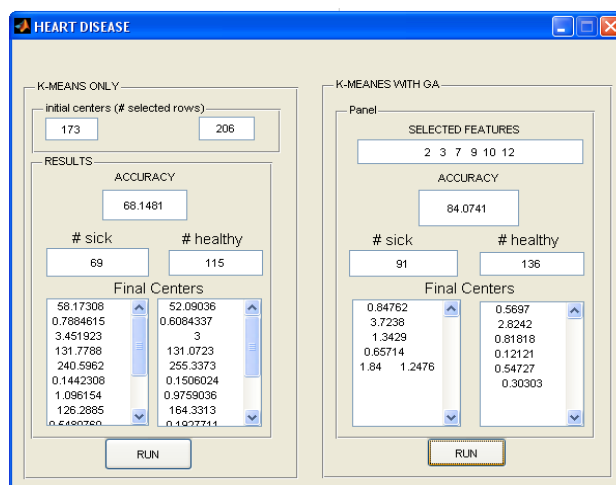 HEART DISEASE
K-MEANS ONLY
initial centers (# selected rows)
173
206
RESULTS
ACCURACY
68.1481
# sick
# healthy
69
115
Final Centers
58.17308
0.7884615
3.451923
131.7788
240.5962
0.1442308
1.096154
126.2885
52.09036
0.6084337
3
131.0723
255.3373
0.1506024
0.9759036
164.3313
RUN
K-MEANES WITH GA
Panel
SELECTED FEATURES
2 3 7 9 10 12
ACCURACY
84.0741
# sick
# healthy
91
136
Final Centers
0.84762
3.7238
1.3429
0.65714
1.84 1.2476
0.5697
2.8242
0.81818
0.12121
0.54727
0.30303
RUN